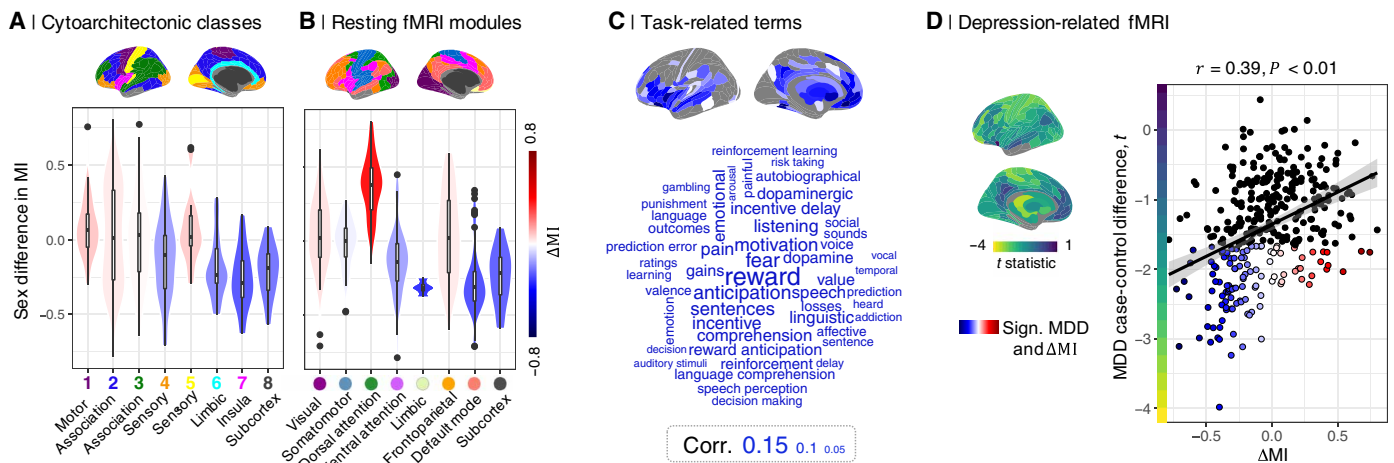 A | Cytoarchitectonic classes
B | Resting fMRI modules
C | Task-related terms
D | Depression-related fMRI
Sex difference in MI
0.5
0.0
−0.5
1 2 3 4 5 6 7 8
Motor
Association
Association
Sensory
Sensory
Limbic
Insula
Subcortex
Visual
Somatomotor
Dorsal attention
entral attention
Limbic
Frontoparietal
Default mode
Subcortex
0.8
ΔMI
−0.8
reinforcement learning
risk taking
painful
arousal
emotional
autobiographical
gambling
dopaminergic
punishment
incentive delay
language
outcomes
listening
social
sounds
prediction error
pain
motivation
voice
ratings
fear
dopamine
vocal
learning
gains
reward
value
temporal
valence
anticipation
speech
prediction
emotion
sentences
losses
heard
incentive
linguistic
addiction
comprehension
affective
sentence
decision
reward anticipation
auditory stimuli
reinforcement
delay
language comprehension
speech perception
decision making
Corr. 0.15 0.1 0.05
−4 1
t statistic
Sign. MDD
and ΔMI
r = 0.39, P < 0.01
MDD case-control difference, t
0
−1
−2
−3
−4
−0.5 0.0 0.5
ΔMI